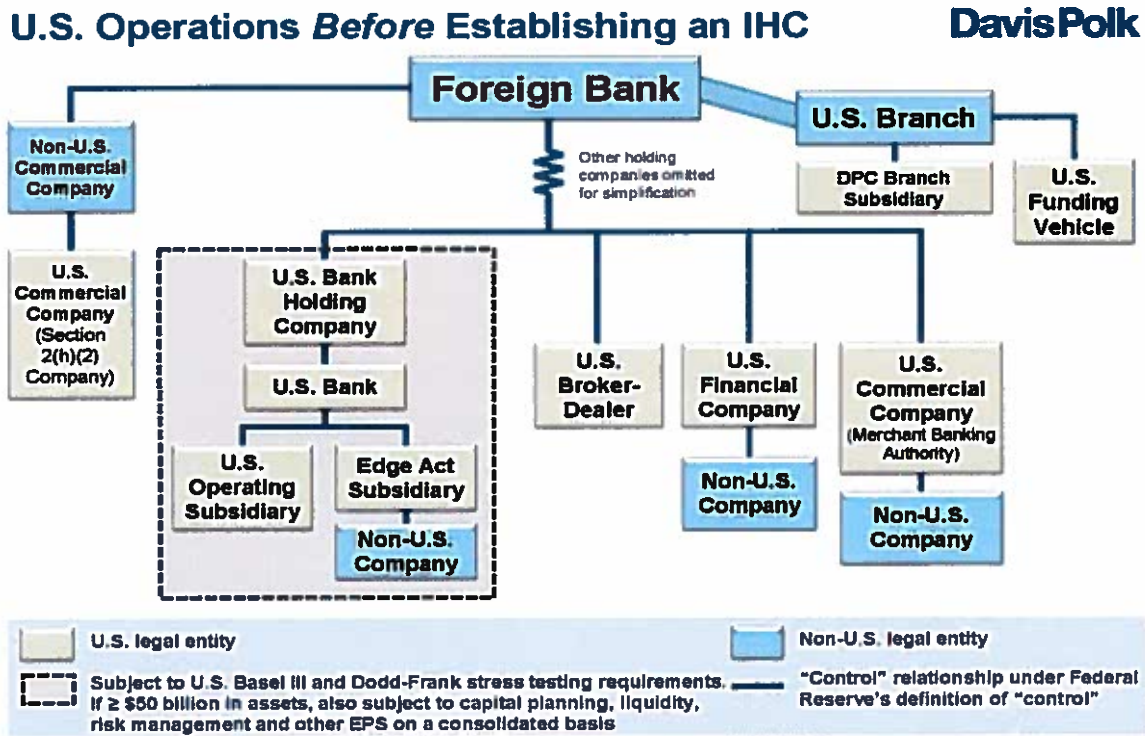 U.S. Operations Before Establishing an IHC
DavisPolk
Foreign Bank
U.S. Branch
Non-U.S.
Commercial
Company
Other holding
companies omitted
for simplification
DPC Branch
Subsidiary
U.S.
Funding
Vehicle
U.S.
Commercial
Company
(Section
2(h)(2)
Company)
U.S. Bank
Holding
Company
U.S. Bank
U.S.
Operating
Subsidiary
Edge Act
Subsidiary
Non-U.S.
Company
U.S.
Broker-
Dealer
U.S.
Financial
Company
Non-U.S.
Company
U.S.
Commercial
Company
(Merchant Banking
Authority)
Non-U.S.
Company
U.S. legal entity
Non-U.S. legal entity
Subject to U.S. Basel III and Dodd-Frank stress testing requirements.
If ≥ $50 billion in assets, also subject to capital planning, liquidity,
risk management and other EPS on a consolidated basis
"Control" relationship under Federal
Reserve's definition of "control"